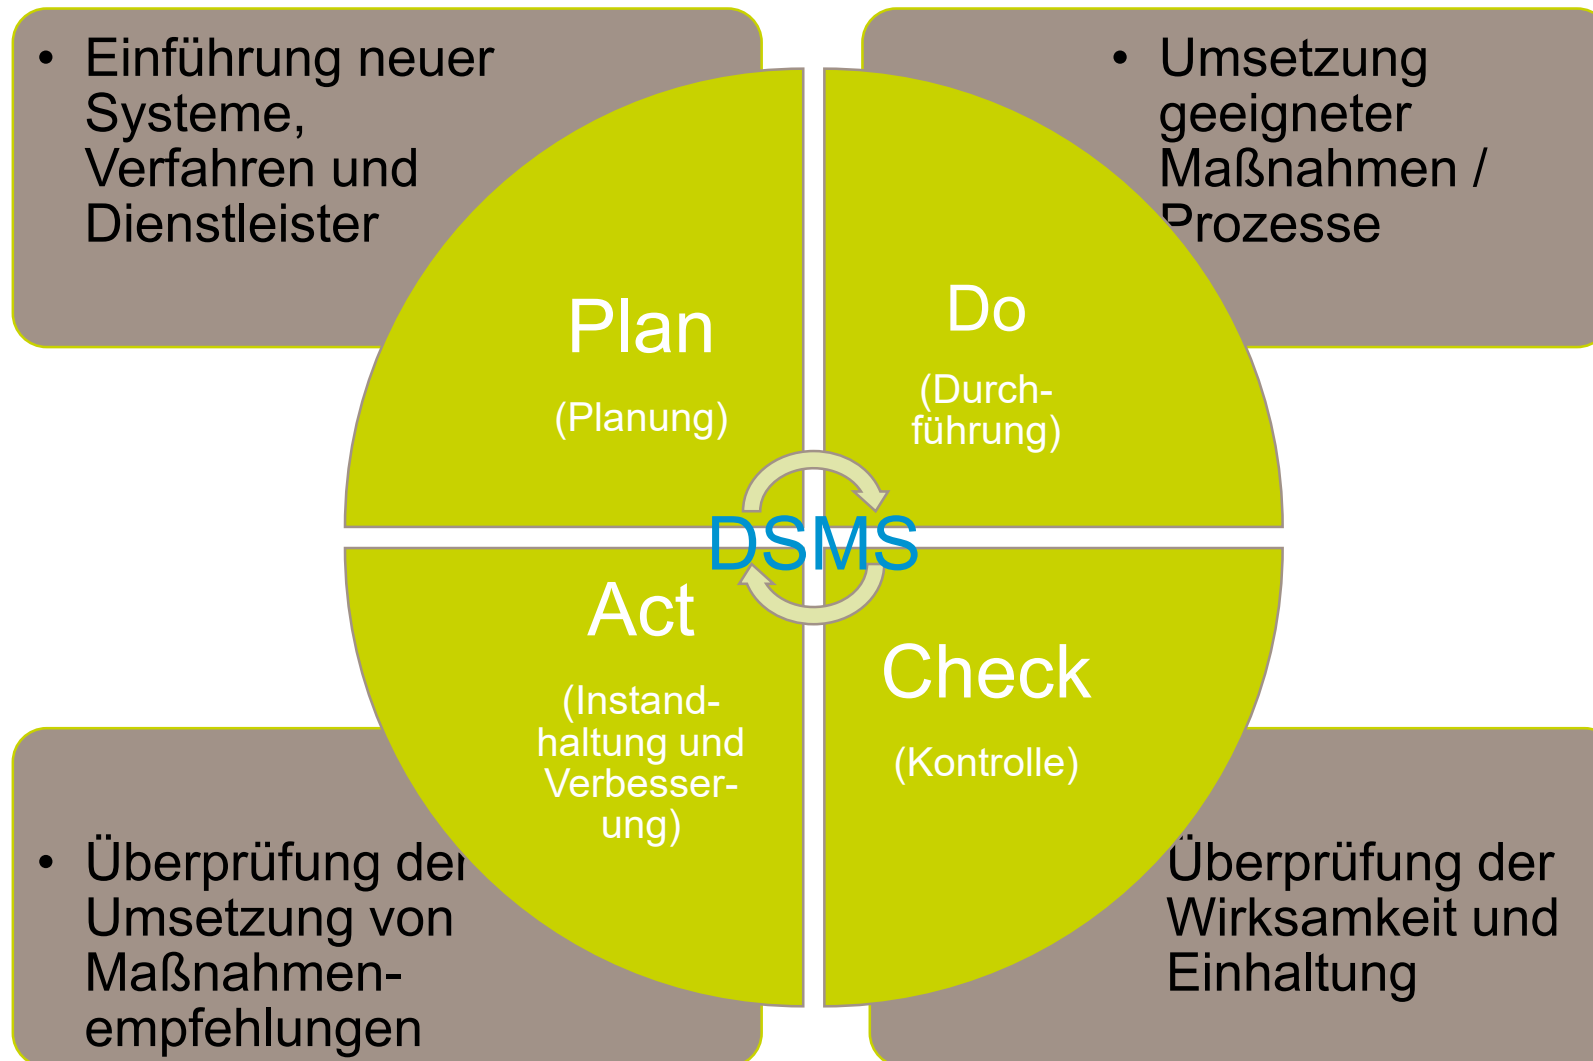 • Einführung neuer
Systeme,
Verfahren und
Dienstleister
• Umsetzung
geeigneter
Maßnahmen /
Prozesse
Plan
(Planung)
Do
(Durch-
führung)
DSMS
Act
(Instand-
haltung und
Verbesser-
ung)
Check
(Kontrolle)
• Überprüfung der
Umsetzung von
Maßnahmen-
empfehlungen
Überprüfung der
Wirksamkeit und
Einhaltung